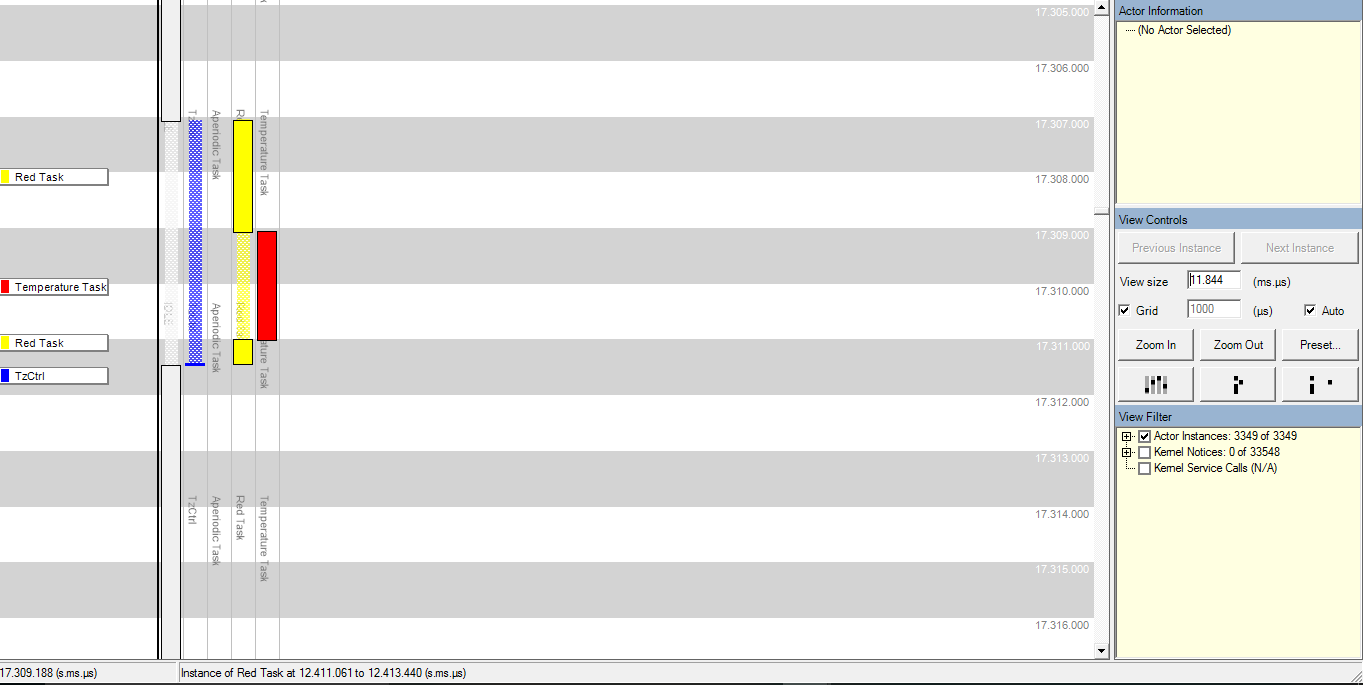 17.305.000
17.306.000
17.307.000
17.308.000
17.309.000
17.310.000
17.311.000
17.312.000
17.313.000
17.314.000
17.315.000
17.316.000
Aperiodic Task
Temperature Task
Red Task
Temperature Task
Red Task
TzCtrl
IDLE
Aperiodic Task
TzCtrl
Aperiodic Task
Red Task
Temperature Task
17.309.188 (s.ms.µs)
Instance of Red Task at 12.411.061 to 12.413.440 (s.ms.µs)
Actor Information
(No Actor Selected)
View Controls
Previous Instance Next Instance
View size 11.844 (ms.µs)
Grid 1000 (µs) Auto
Zoom In Zoom Out Preset...
View Filter
Actor Instances: 3349 of 3349
Kernel Notices: 0 of 33548
Kernel Service Calls (N/A)